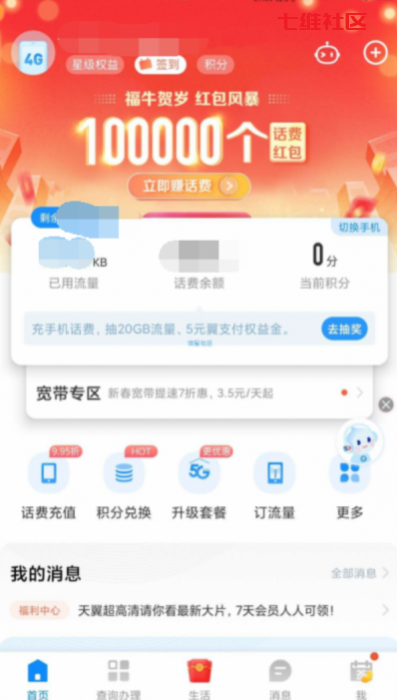 七维社区
4G
星级权益 签到 积分
福牛贺岁 红包风暴
100000个 话费红包
立即赚话费
切换手机
KB
0分
已用流量 话费余额 当前积分
充手机话费，抽20GB流量、5元翼支付权益金。 去抽奖
宽带专区 新春宽带提速7折惠，3.5元/天起
9.95折 HOT 更优惠
5G
话费充值 积分兑换 升级套餐 订流量 更多
我的消息 全部消息
福利中心 天翼超高清请你看最新大片，7天会员人人可领！
首页 查询办理 生活 消息 我